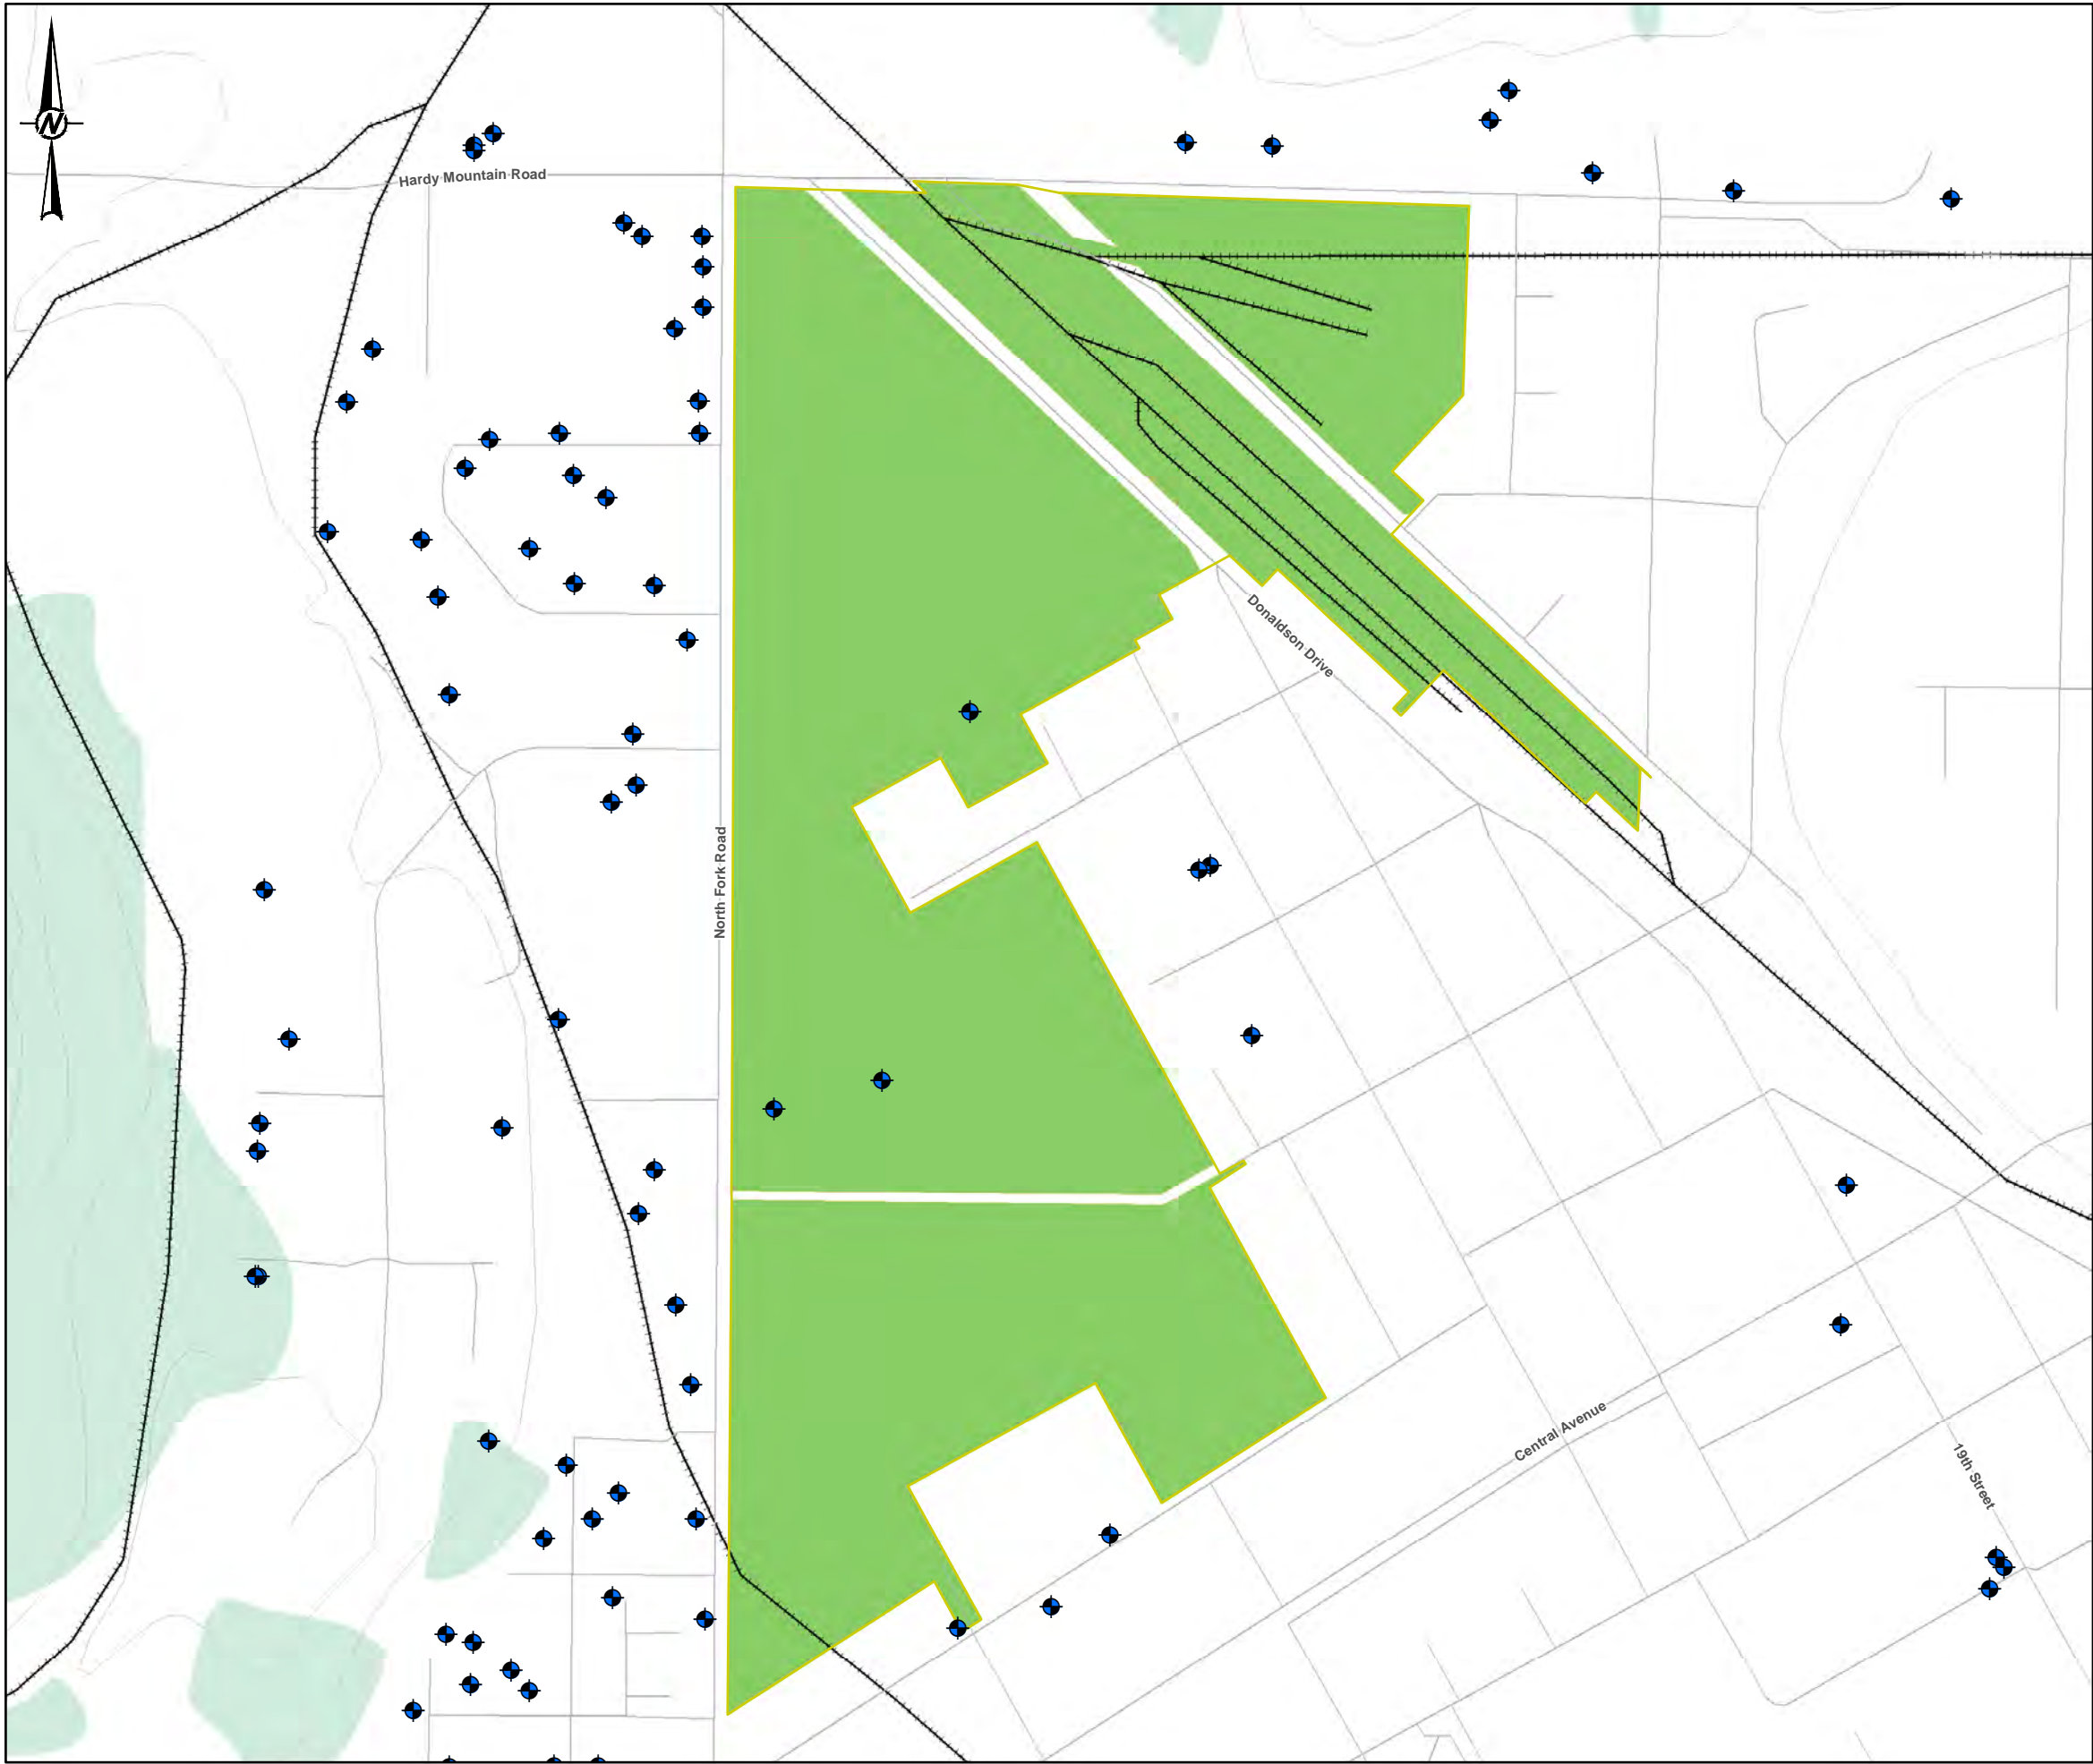 N
Hardy Mountain Road
Donaldson Drive
North Fork Road
Central Avenue
19th Street